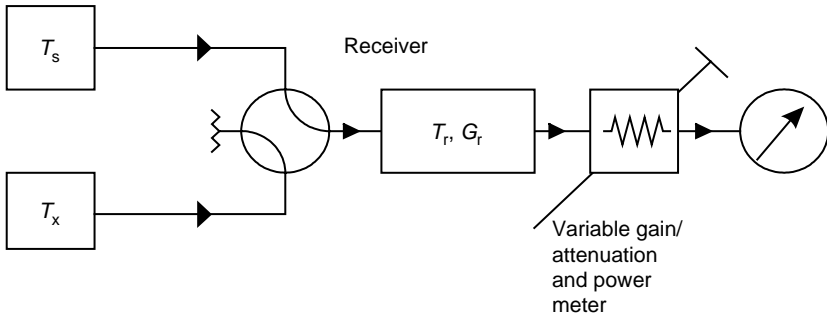 Tₛ
Receiver
Tᵣ, Gᵣ
Tₓ
Variable gain/
attenuation
and power
meter